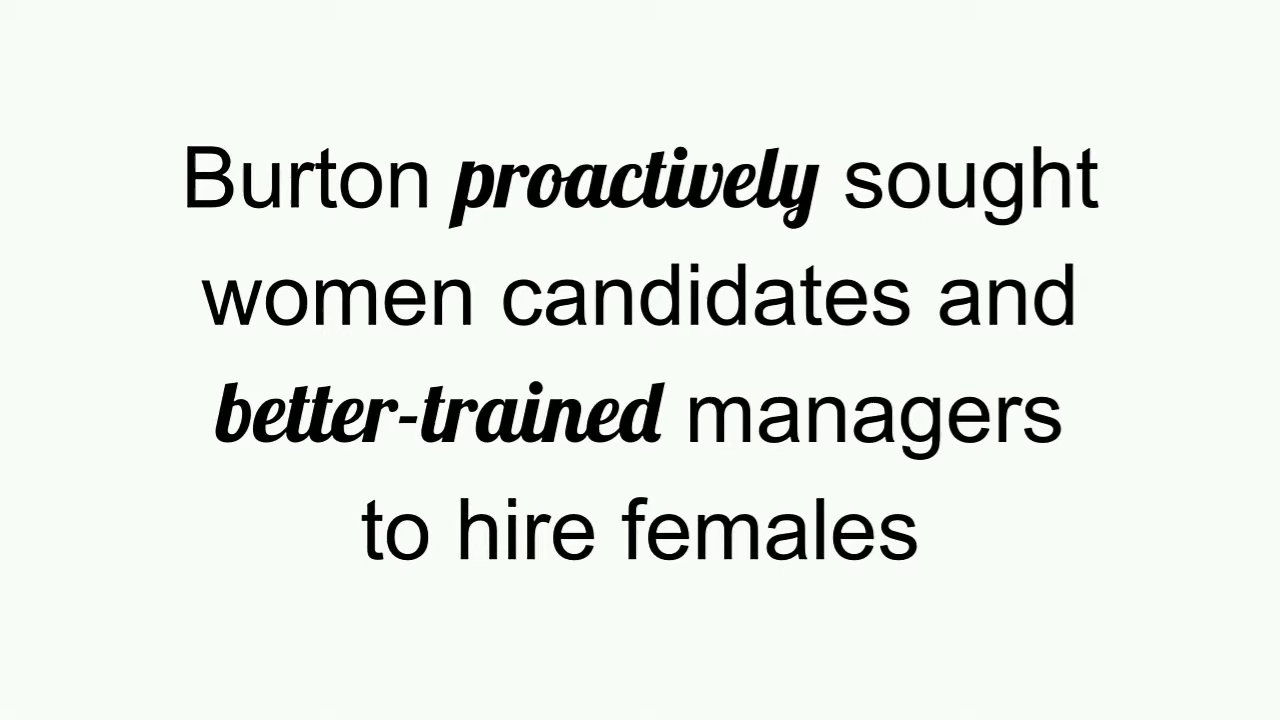 Burton proactively sought
women candidates and
better-trained managers
to hire females